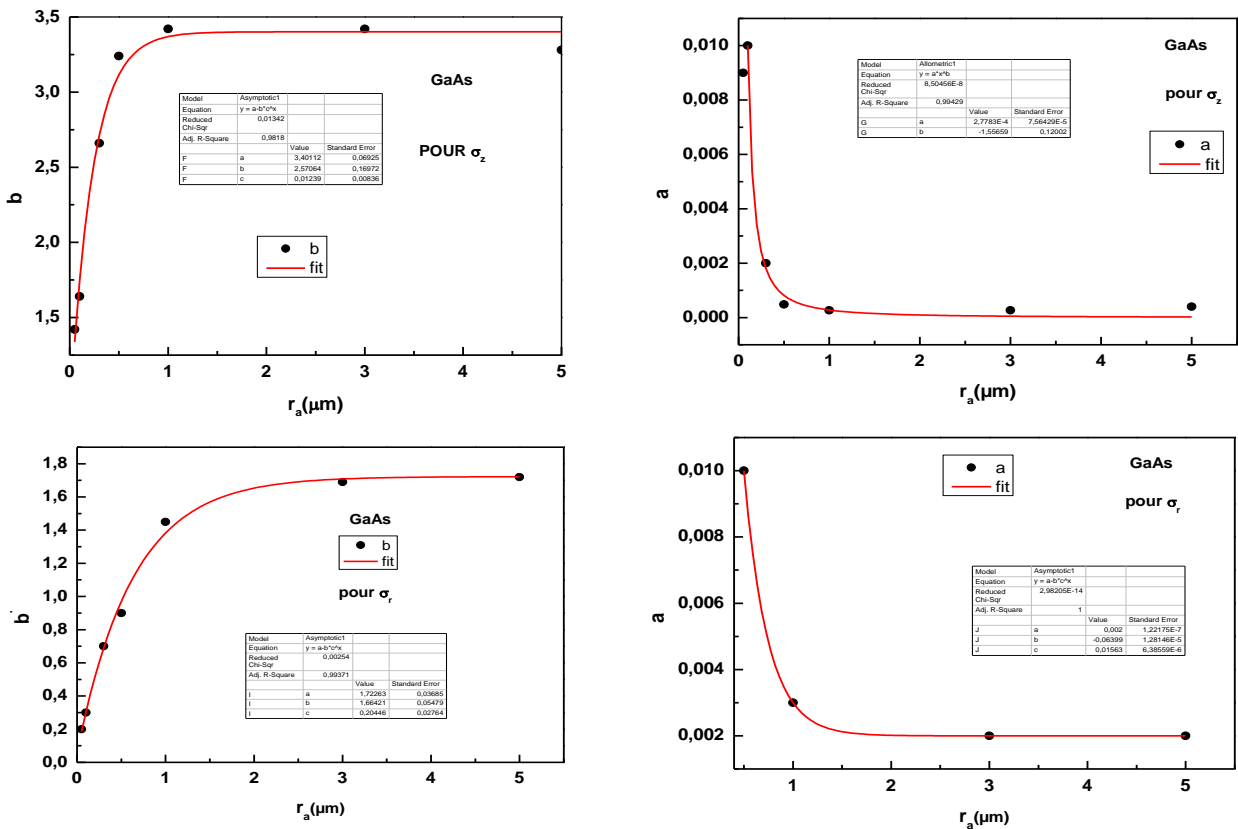 3,5
3,0
2,5
2,0
1,5
b
0 1 2 3 4 5
r_a(µm)
GaAs
POUR σ_z
Model Asymptotic1
Equation y = a-b*c^x
Reduced Chi-Sqr 0,01342
Adj. R-Square 0,9818
Value Standard Error
F a 3,40112 0,06925
F b 2,57064 0,16972
F c 0,01239 0,00836
b
fit
0,010
0,008
0,006
0,004
0,002
0,000
a
0 1 2 3 4 5
r_a(µm)
GaAs
pour σ_z
Model Allometric1
Equation y = a*x^b
Reduced Chi-Sqr 8,50456E-8
Adj. R-Square 0,99429
Value Standard Error
G a 2,7783E-4 7,56429E-5
G b -1,55659 0,12002
a
fit
1,8
1,6
1,4
1,2
1,0
0,8
0,6
0,4
0,2
0,0
b'
0 1 2 3 4 5
r_a(µm)
GaAs
b
fit
pour σ_r
Model Asymptotic1
Equation y = a-b*c^x
Reduced Chi-Sqr 0,00254
Adj. R-Square 0,99371
Value Standard Error
I a 1,72263 0,03685
I b 1,66421 0,05479
I c 0,20446 0,02764
0,010
0,008
0,006
0,004
0,002
a
1 2 3 4 5
r_a(µm)
a
fit
GaAs
pour σ_r
Model Asymptotic1
Equation y = a-b*c^x
Reduced Chi-Sqr 2,98205E-14
Adj. R-Square 1
Value Standard Error
J a 0,002 1,22175E-7
J b -0,06399 1,28146E-5
J c 0,01563 6,38559E-6